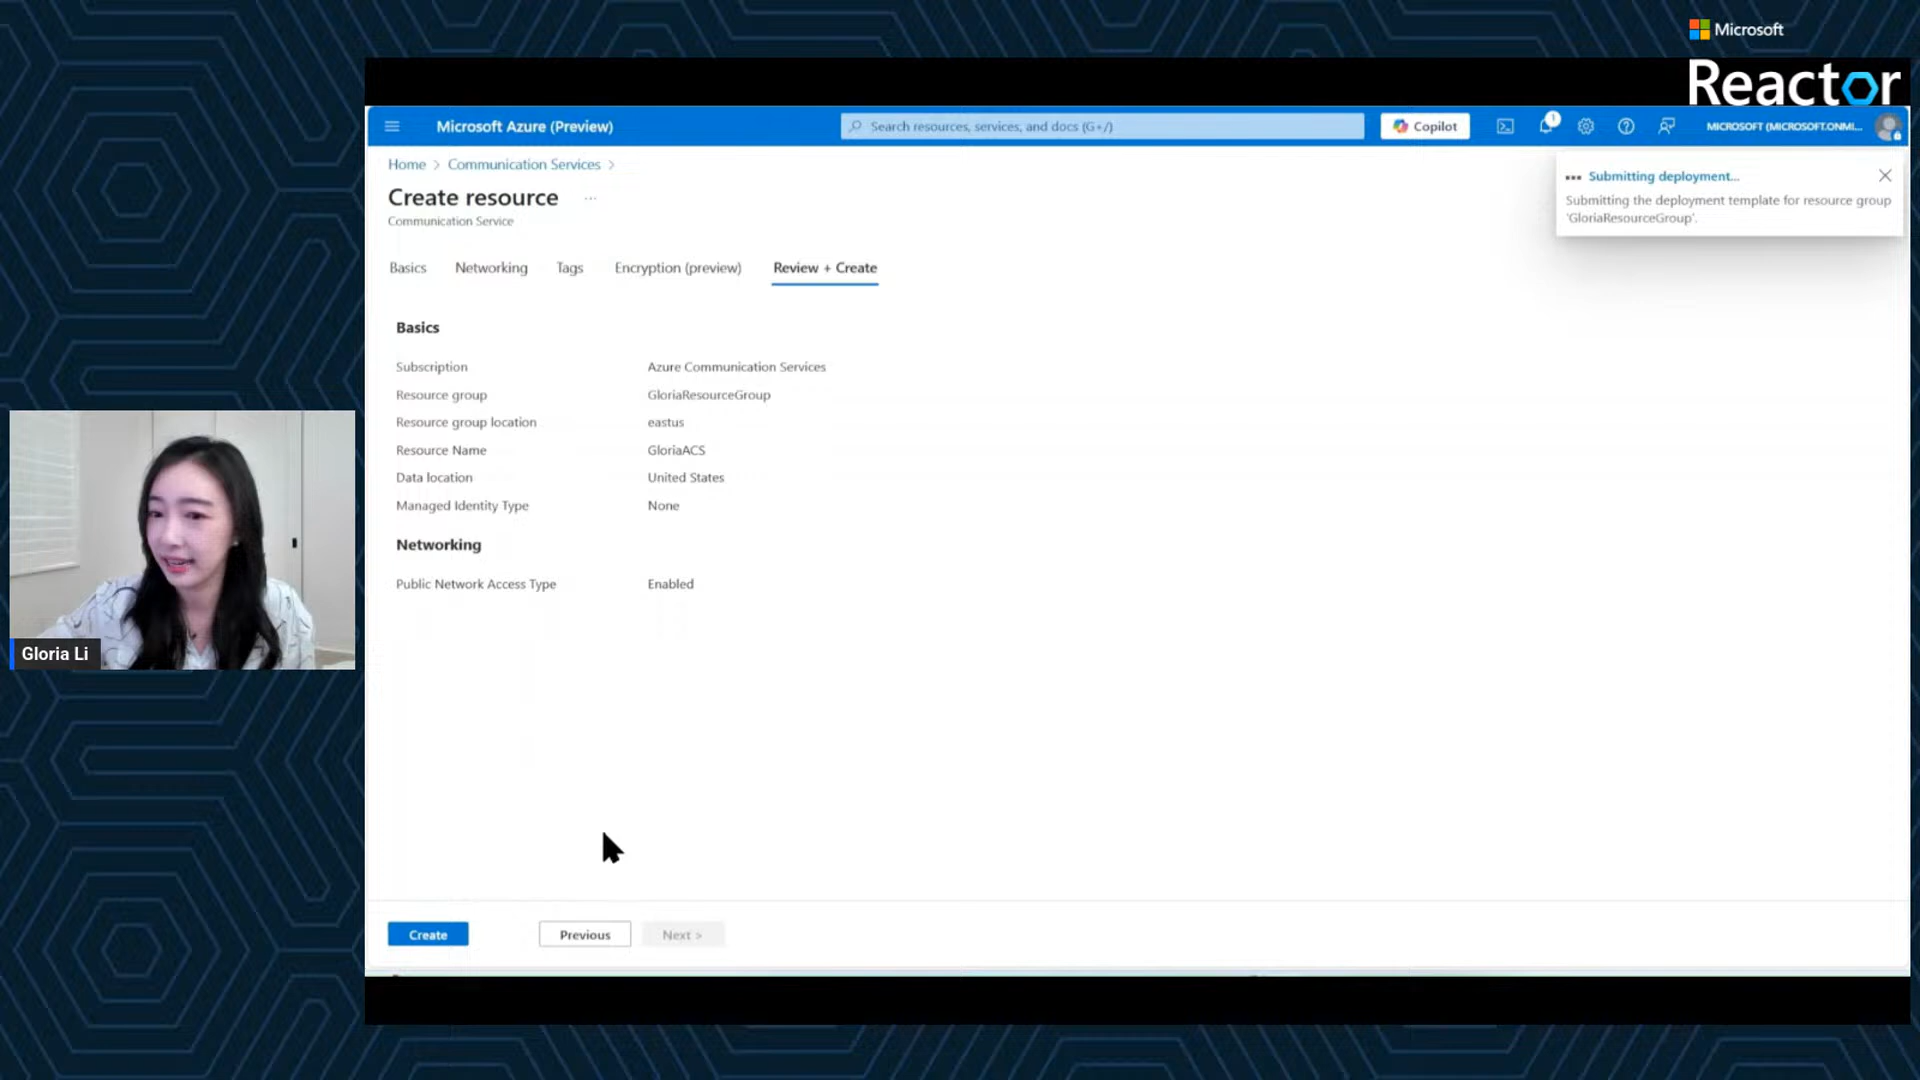 Microsoft
Reactor
Microsoft Azure (Preview)
Search resources, services, and docs (G+/)
Copilot
1
MICROSOFT (MICROSOFT.ONMI...
Home > Communication Services >
Create resource ...
Communication Service
Submitting deployment...
Submitting the deployment template for resource group
'GloriaResourceGroup'.
Basics Networking Tags Encryption (preview) Review + Create
Basics
Subscription Azure Communication Services
Resource group GloriaResourceGroup
Resource group location eastus
Resource Name GloriaACS
Data location United States
Managed Identity Type None
Networking
Public Network Access Type Enabled
Gloria Li
Create Previous Next >